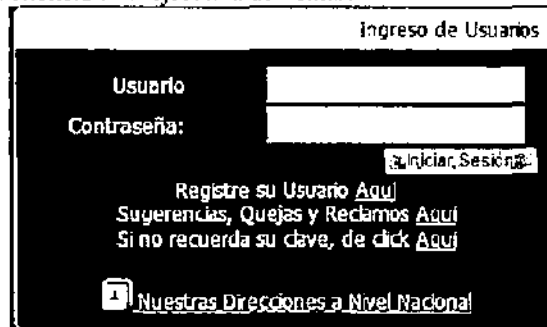 Ingreso de Usuarios
Usuario
Contraseña:
Iniciar Sesión
Registre su Usuario Aquí
Sugerencias, Quejas y Reclamos Aquí
Si no recuerda su clave, de click Aquí
Nuestras Direcciones a Nivel Nacional